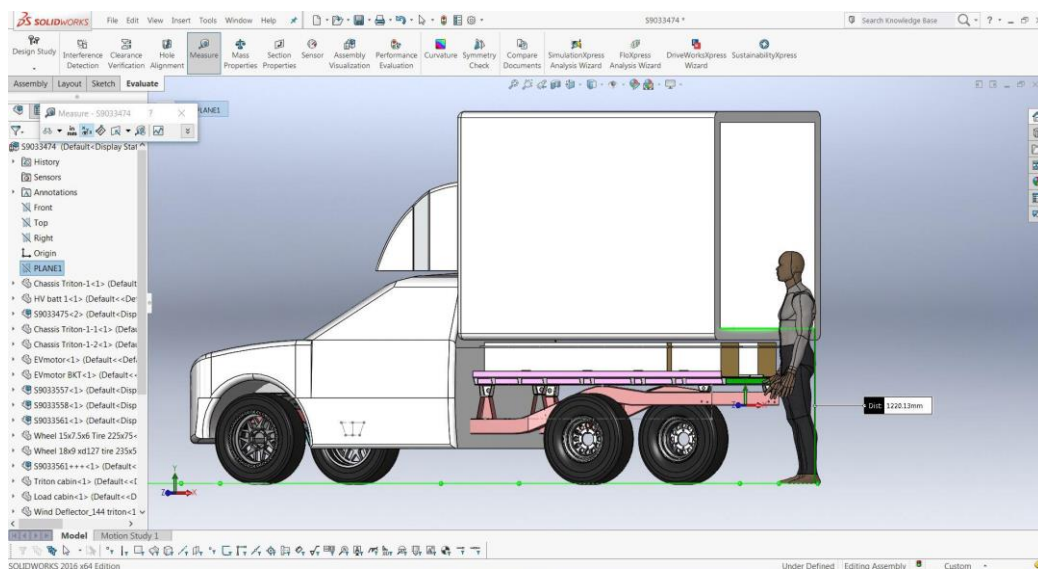 SOLIDWORKS File Edit View Insert Tools Window Help S9033474 * Search Knowledge Base
Design Study
Interference Detection
Clearance Verification
Hole Alignment
Measure
Mass Properties
Section Properties
Sensor
Assembly Visualization
Performance Evaluation
Curvature
Symmetry Check
Compare Documents
SimulationXpress Analysis Wizard
FloXpress Analysis Wizard
DriveWorksXpress Wizard
SustainabilityXpress
Assembly Layout Sketch Evaluate
Measure - S9033474
PLANE1
S9033474 (Default<Display Stat
History
Sensors
Annotations
Front
Top
Right
Origin
PLANE1
Chassis Triton-1<1> (Default
HV batt 1<1> (Default<<De
S9033475<2> (Default<Disp
Chassis Triton-1-1<1> (Defau
Chassis Triton-1-2<1> (Defau
EVmotor<1> (Default<<Def
EVmotor BKT<1> (Default<
S9033557<1> (Default<Disp
S9033558<1> (Default<Disp
Chassis Triton-1<1> (Defau
Wheel 15x7.5x6 Tire 225x75<
Wheel 18x9 xd127 tire 235x5
S9033561+++<1> (Default<
Triton cabin<1> (Default<<
Load cabin<1> (Default<<D
Wind Deflector_144 triton<1
Dist: 1220.13mm
Y
Z X
Model Motion Study 1
SOLIDWORKS 2016 x64 Edition Under Defined Editing Assembly Custom